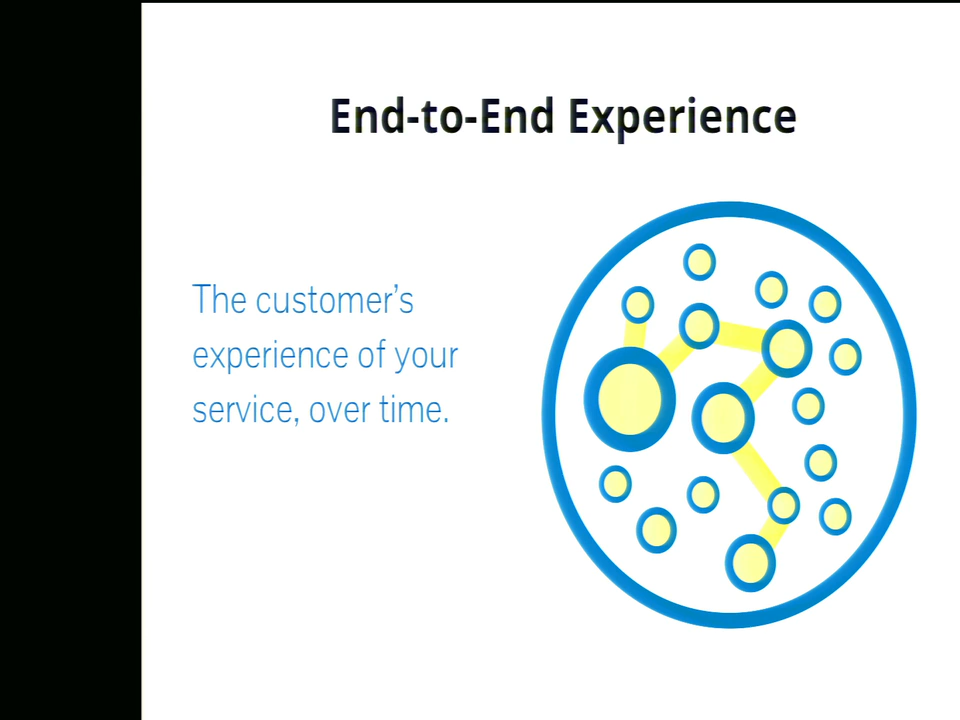 End-to-End Experience
The customer’s
experience of your
service, over time.